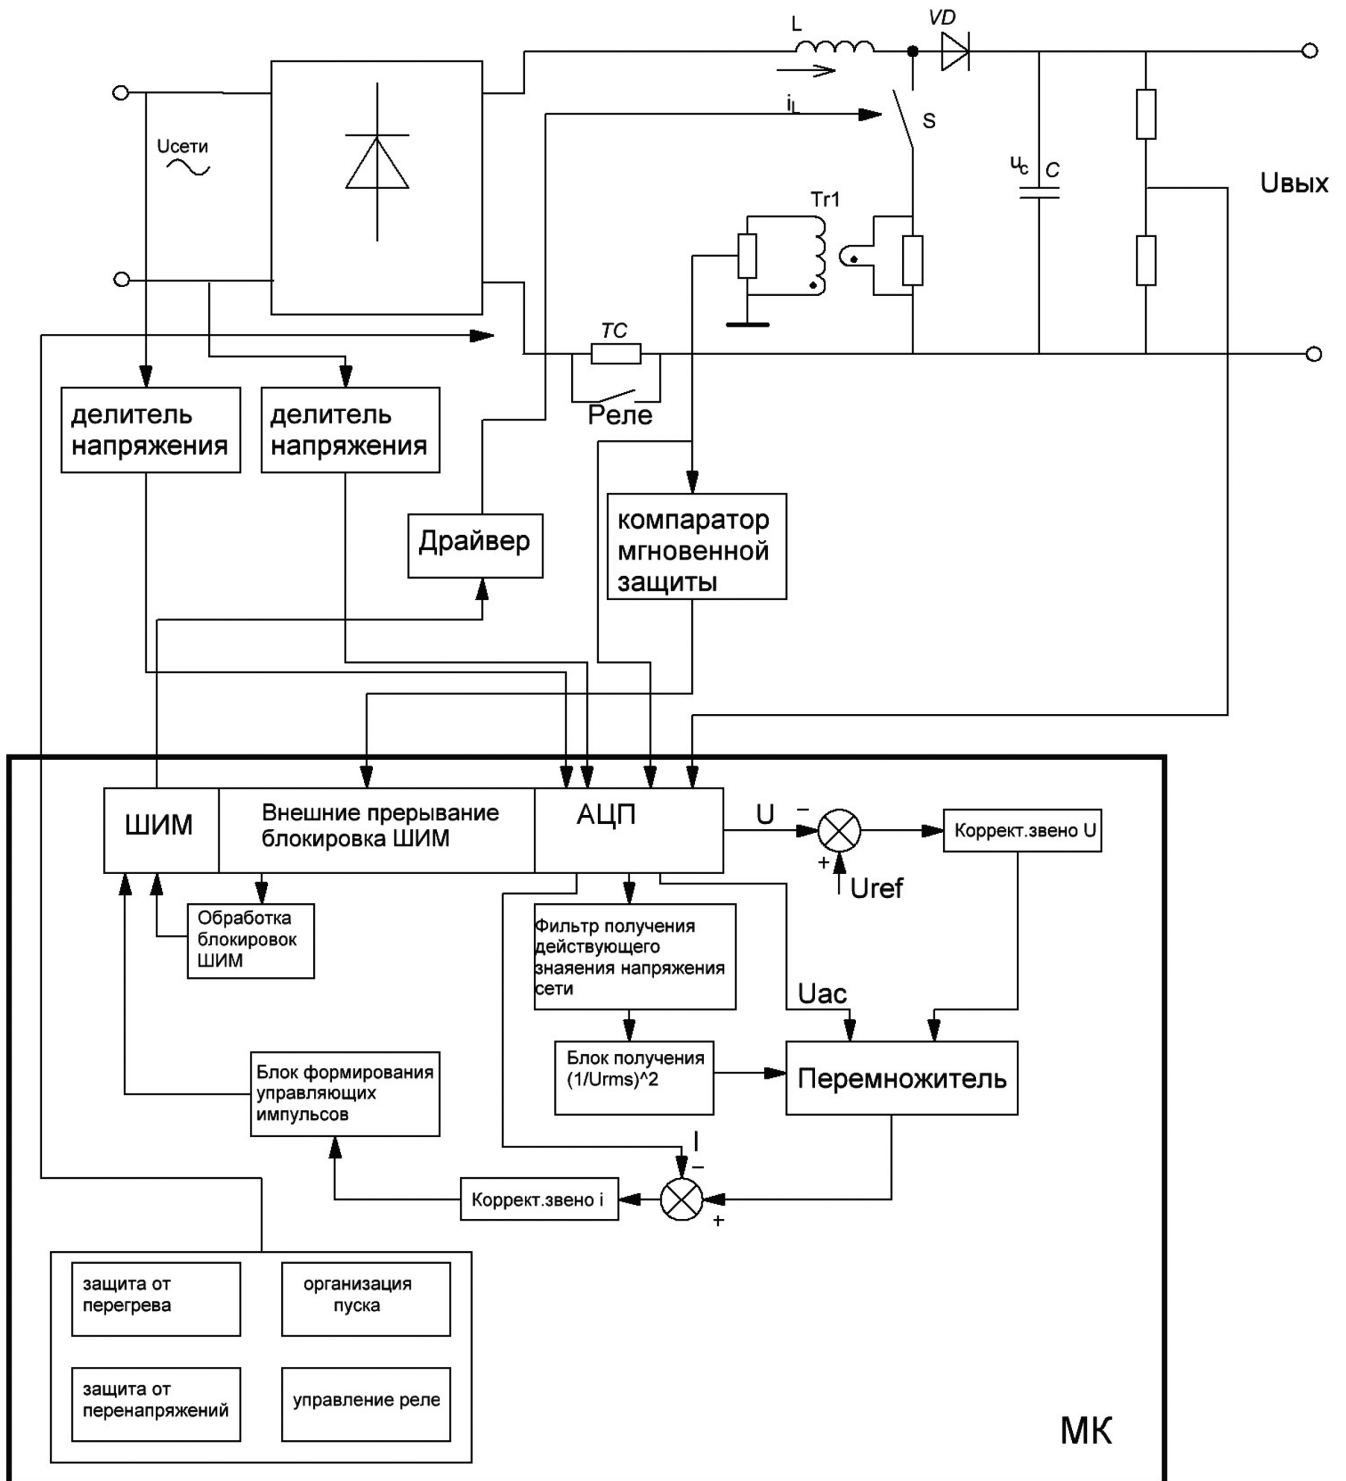 L
VD
Uсети
iL
S
Tr1
uc
C
Uвых
TC
Реле
делитель
напряжения
делитель
напряжения
Драйвер
компаратор
мгновенной
защиты
ШИМ
Внешние прерывание
блокировка ШИМ
АЦП
U
−
+
Uref
Коррект.звено U
Обработка
блокировок
ШИМ
Фильтр получения
действующего
знаяения напряжения
сети
Uac
Блок формирования
управляющих
импульсов
Блок получения
(1/Urms)^2
Перемножитель
I
−
+
Коррект.звено i
защита от
перегрева
организация
пуска
защита от
перенапряжений
управление реле
МК